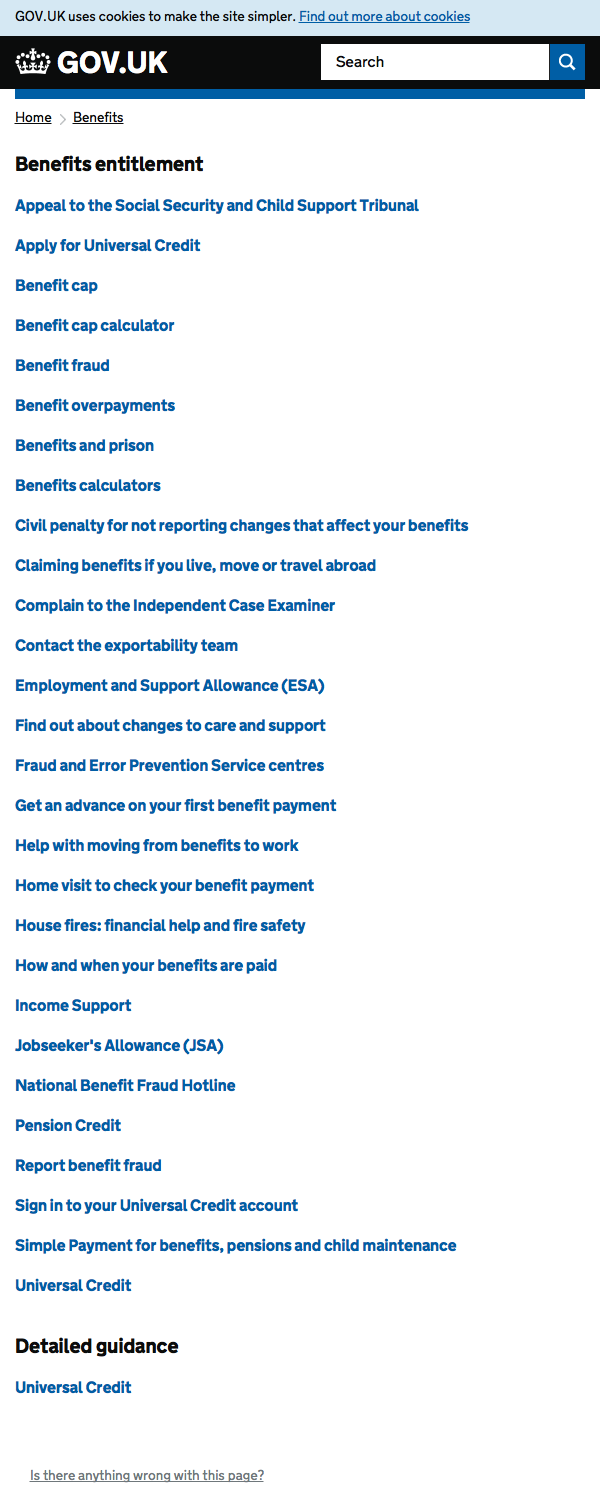 GOV.UK uses cookies to make the site simpler. Find out more about cookies
GOV.UK
Search
Home Benefits
Benefits entitlement
Appeal to the Social Security and Child Support Tribunal
Apply for Universal Credit
Benefit cap
Benefit cap calculator
Benefit fraud
Benefit overpayments
Benefits and prison
Benefits calculators
Civil penalty for not reporting changes that affect your benefits
Claiming benefits if you live, move or travel abroad
Complain to the Independent Case Examiner
Contact the exportability team
Employment and Support Allowance (ESA)
Find out about changes to care and support
Fraud and Error Prevention Service centres
Get an advance on your first benefit payment
Help with moving from benefits to work
Home visit to check your benefit payment
House fires: financial help and fire safety
How and when your benefits are paid
Income Support
Jobseeker's Allowance (JSA)
National Benefit Fraud Hotline
Pension Credit
Report benefit fraud
Sign in to your Universal Credit account
Simple Payment for benefits, pensions and child maintenance
Universal Credit
Detailed guidance
Universal Credit
Is there anything wrong with this page?